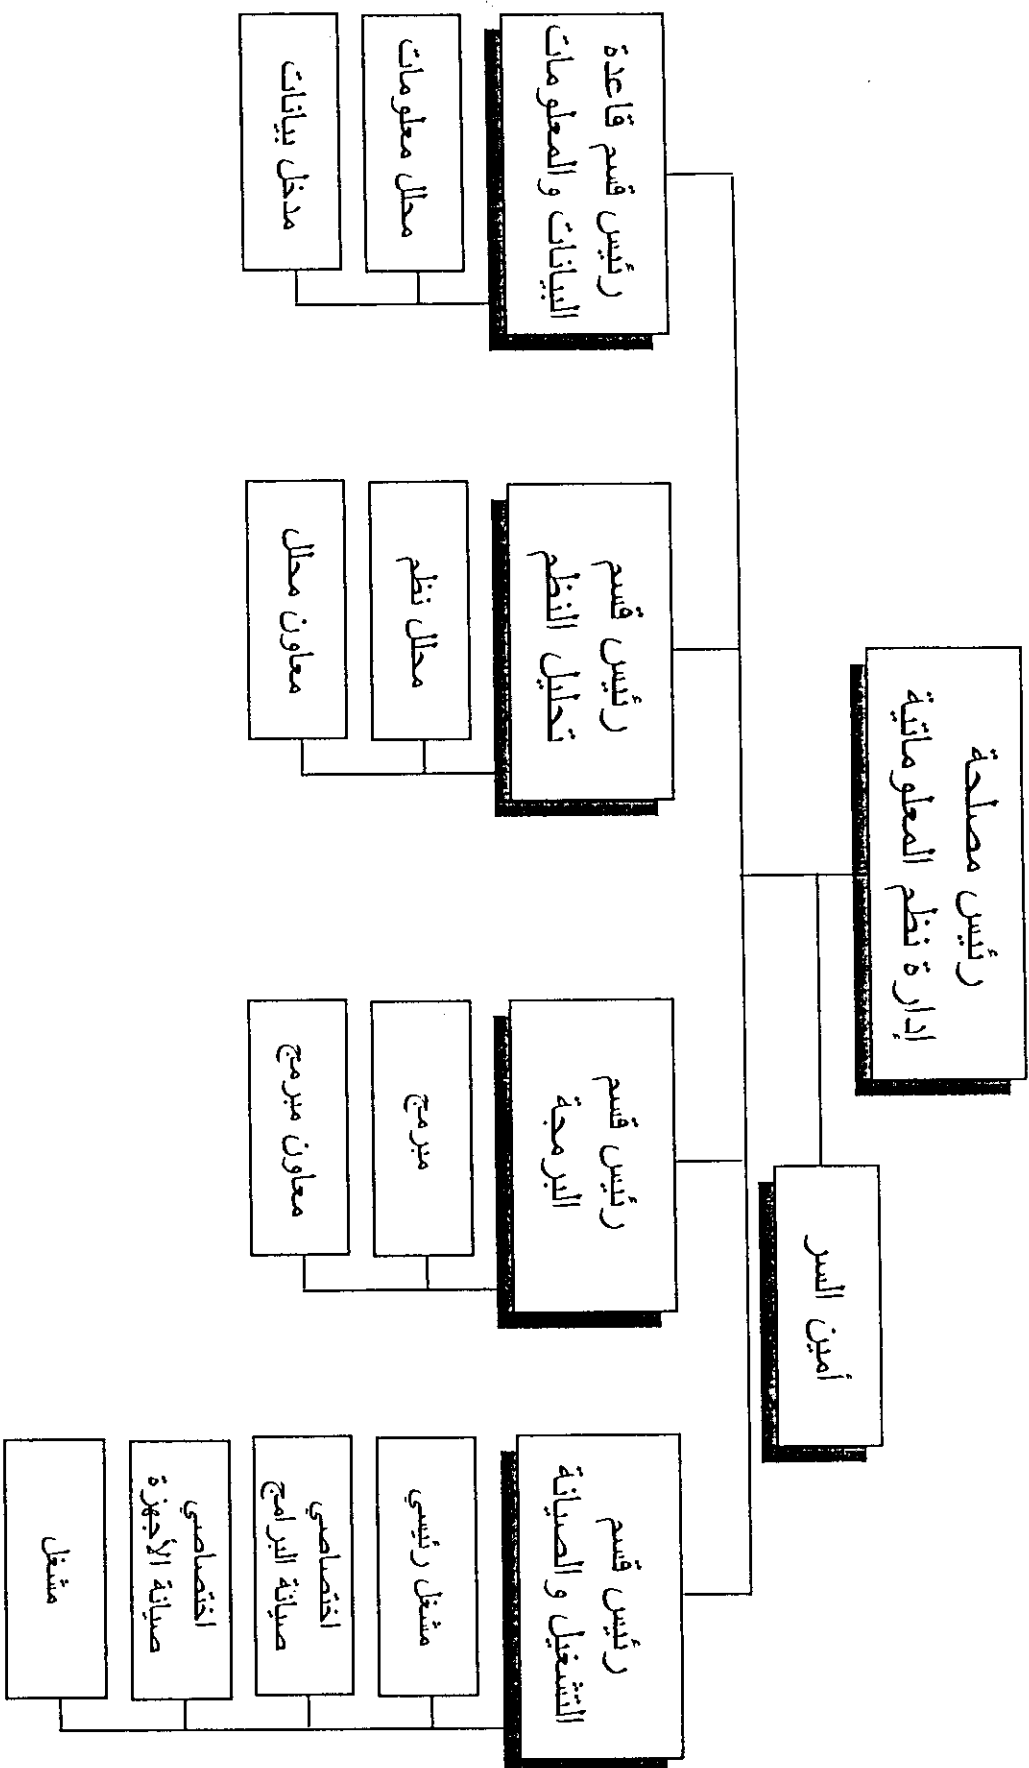 رئيس مصلحة
إدارة نظم المعلوماتية
أمين السر
رئيس قسم
التشغيل والصيانة
مشغل رئيسي
اختصاصي
صيانة البرامج
اختصاصي
صيانة الأجهزة
مشغل
رئيس قسم
البرمجة
مبرمج
معاون مبرمج
رئيس قسم
تحليل النظم
محلل نظم
معاون محلل
رئيس قسم قاعدة
البيانات والمعلومات
محلل معلومات
مدخل بيانات